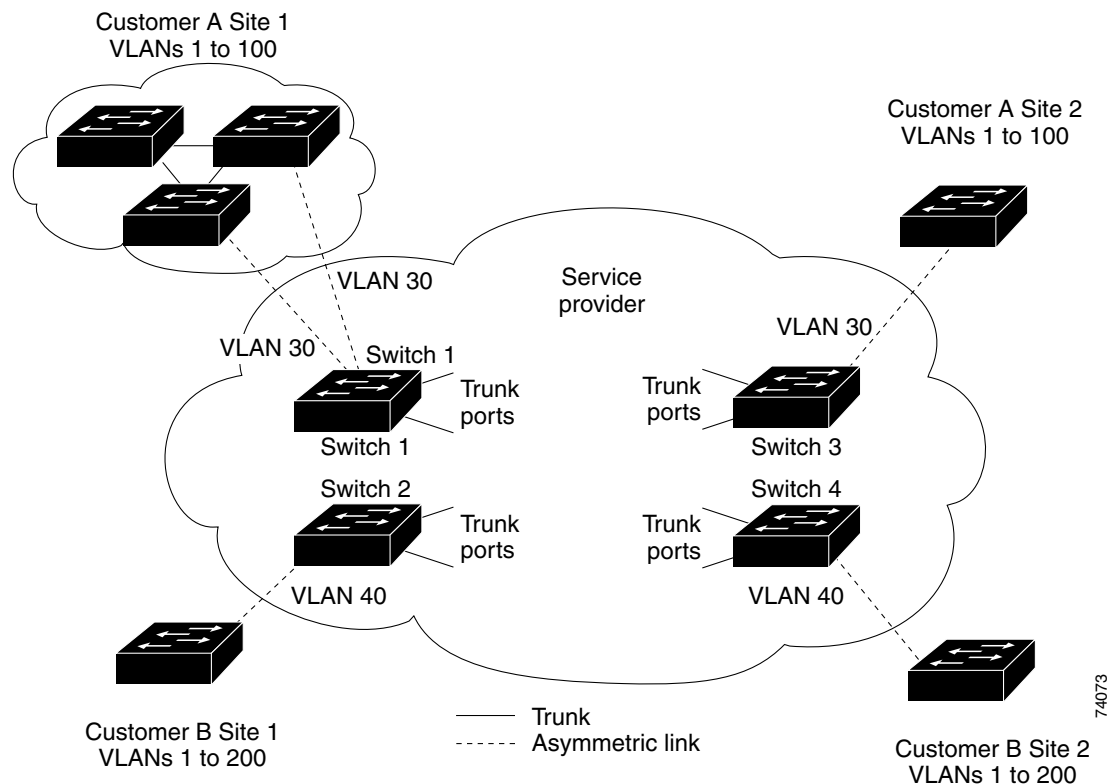 Customer A Site 1
VLANs 1 to 100
Customer A Site 2
VLANs 1 to 100
VLAN 30
Service
provider
VLAN 30
VLAN 30
Switch 1
Trunk
ports
Trunk
ports
Switch 1
Switch 3
Switch 2
Switch 4
Trunk
ports
Trunk
ports
VLAN 40
VLAN 40
Customer B Site 1
VLANs 1 to 200
Trunk
Asymmetric link
74073
Customer B Site 2
VLANs 1 to 200